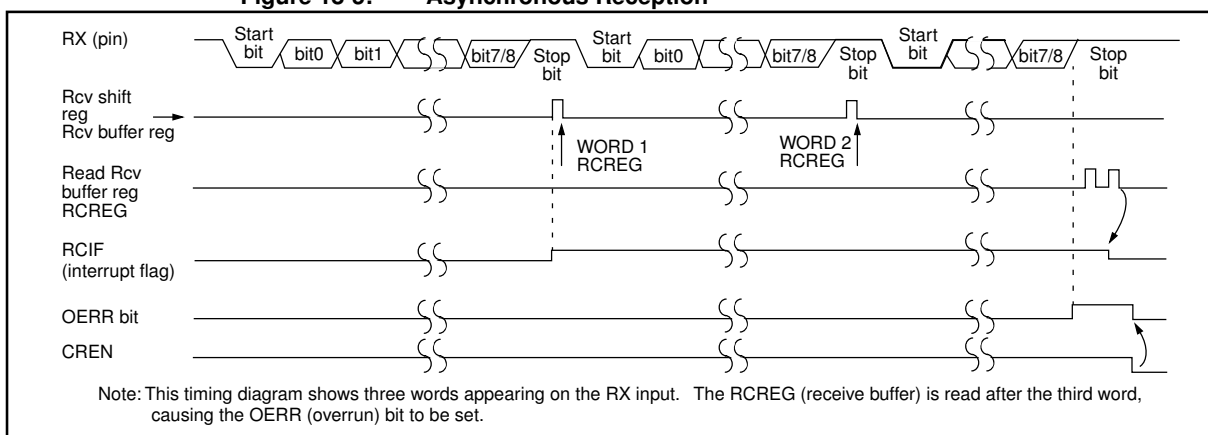 Asynchronous Reception
RX (pin)
Start
bit
bit0
bit1
bit7/8
Stop
bit
Start
bit
bit0
bit7/8
Stop
bit
Start
bit
bit7/8
Stop
bit
Rcv shift
reg
Rcv buffer reg
WORD 1
RCREG
WORD 2
RCREG
Read Rcv
buffer reg
RCREG
RCIF
(interrupt flag)
OERR bit
CREN
Note: This timing diagram shows three words appearing on the RX input. The RCREG (receive buffer) is read after the third word,
causing the OERR (overrun) bit to be set.